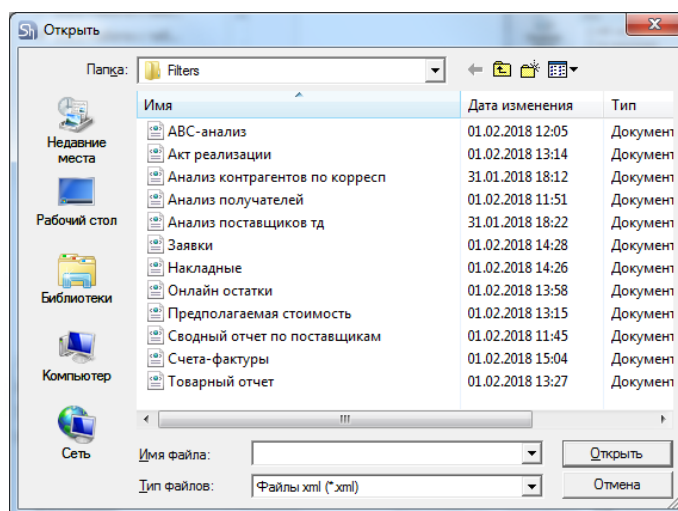 Sh Открыть
Папка: Filters
Имя Дата изменения Тип
ABC-анализ 01.02.2018 12:05 Документ
Акт реализации 01.02.2018 13:14 Документ
Анализ контрагентов по корресп 31.01.2018 18:12 Документ
Анализ получателей 01.02.2018 11:51 Документ
Анализ поставщиков тд 31.01.2018 18:22 Документ
Заявки 01.02.2018 14:28 Документ
Накладные 01.02.2018 14:26 Документ
Онлайн остатки 01.02.2018 13:58 Документ
Предполагаемая стоимость 01.02.2018 13:15 Документ
Сводный отчет по поставщикам 01.02.2018 11:45 Документ
Счета-фактуры 01.02.2018 15:04 Документ
Товарный отчет 01.02.2018 13:27 Документ
Недавние
места
Рабочий стол
Библиотеки
Компьютер
Сеть
Имя файла: Открыть
Тип файлов: Файлы xml (*.xml) Отмена